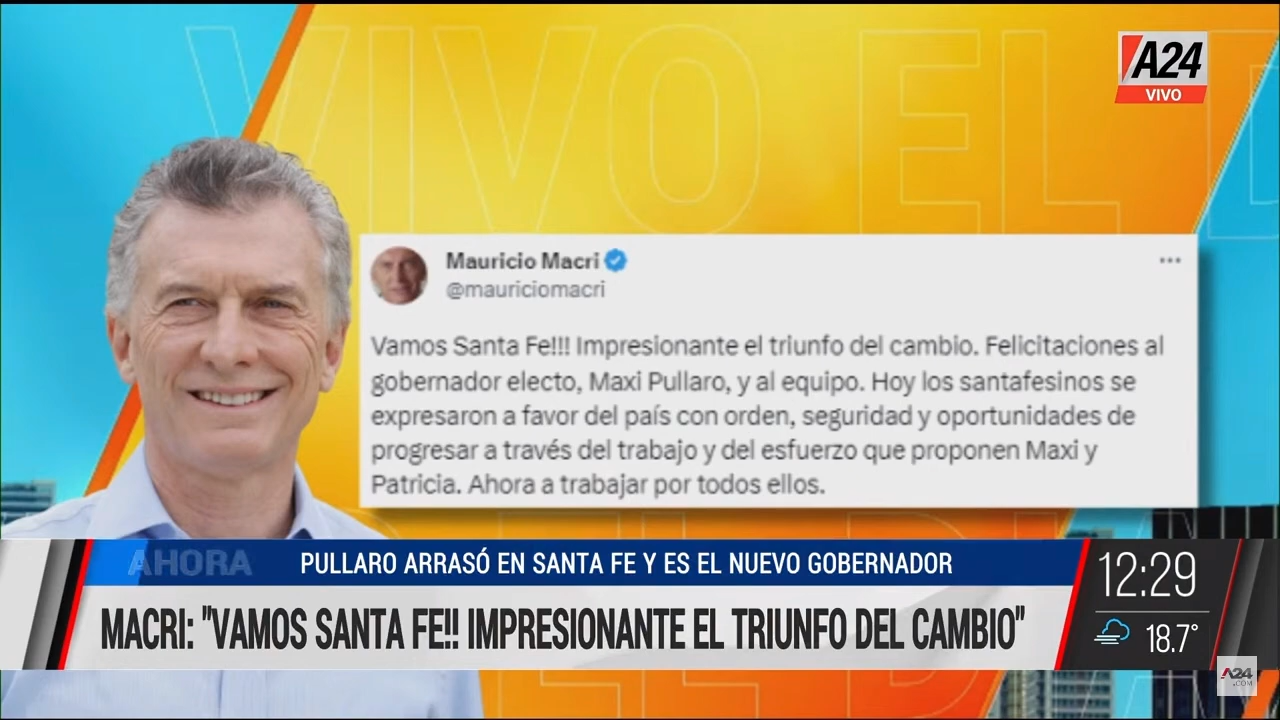 VIVO EL D
A24
VIVO
Mauricio Macri
@mauriciomacri
Vamos Santa Fe!!! Impresionante el triunfo del cambio. Felicitaciones al
gobernador electo, Maxi Pullaro, y al equipo. Hoy los santafesinos se
expresaron a favor del país con orden, seguridad y oportunidades de
progresar a través del trabajo y del esfuerzo que proponen Maxi y
Patricia. Ahora a trabajar por todos ellos.
AHORA
PULLARO ARRASÓ EN SANTA FE Y ES EL NUEVO GOBERNADOR
12:29
MACRI: "VAMOS SANTA FE!! IMPRESIONANTE EL TRIUNFO DEL CAMBIO"
18.7°
A24
.COM